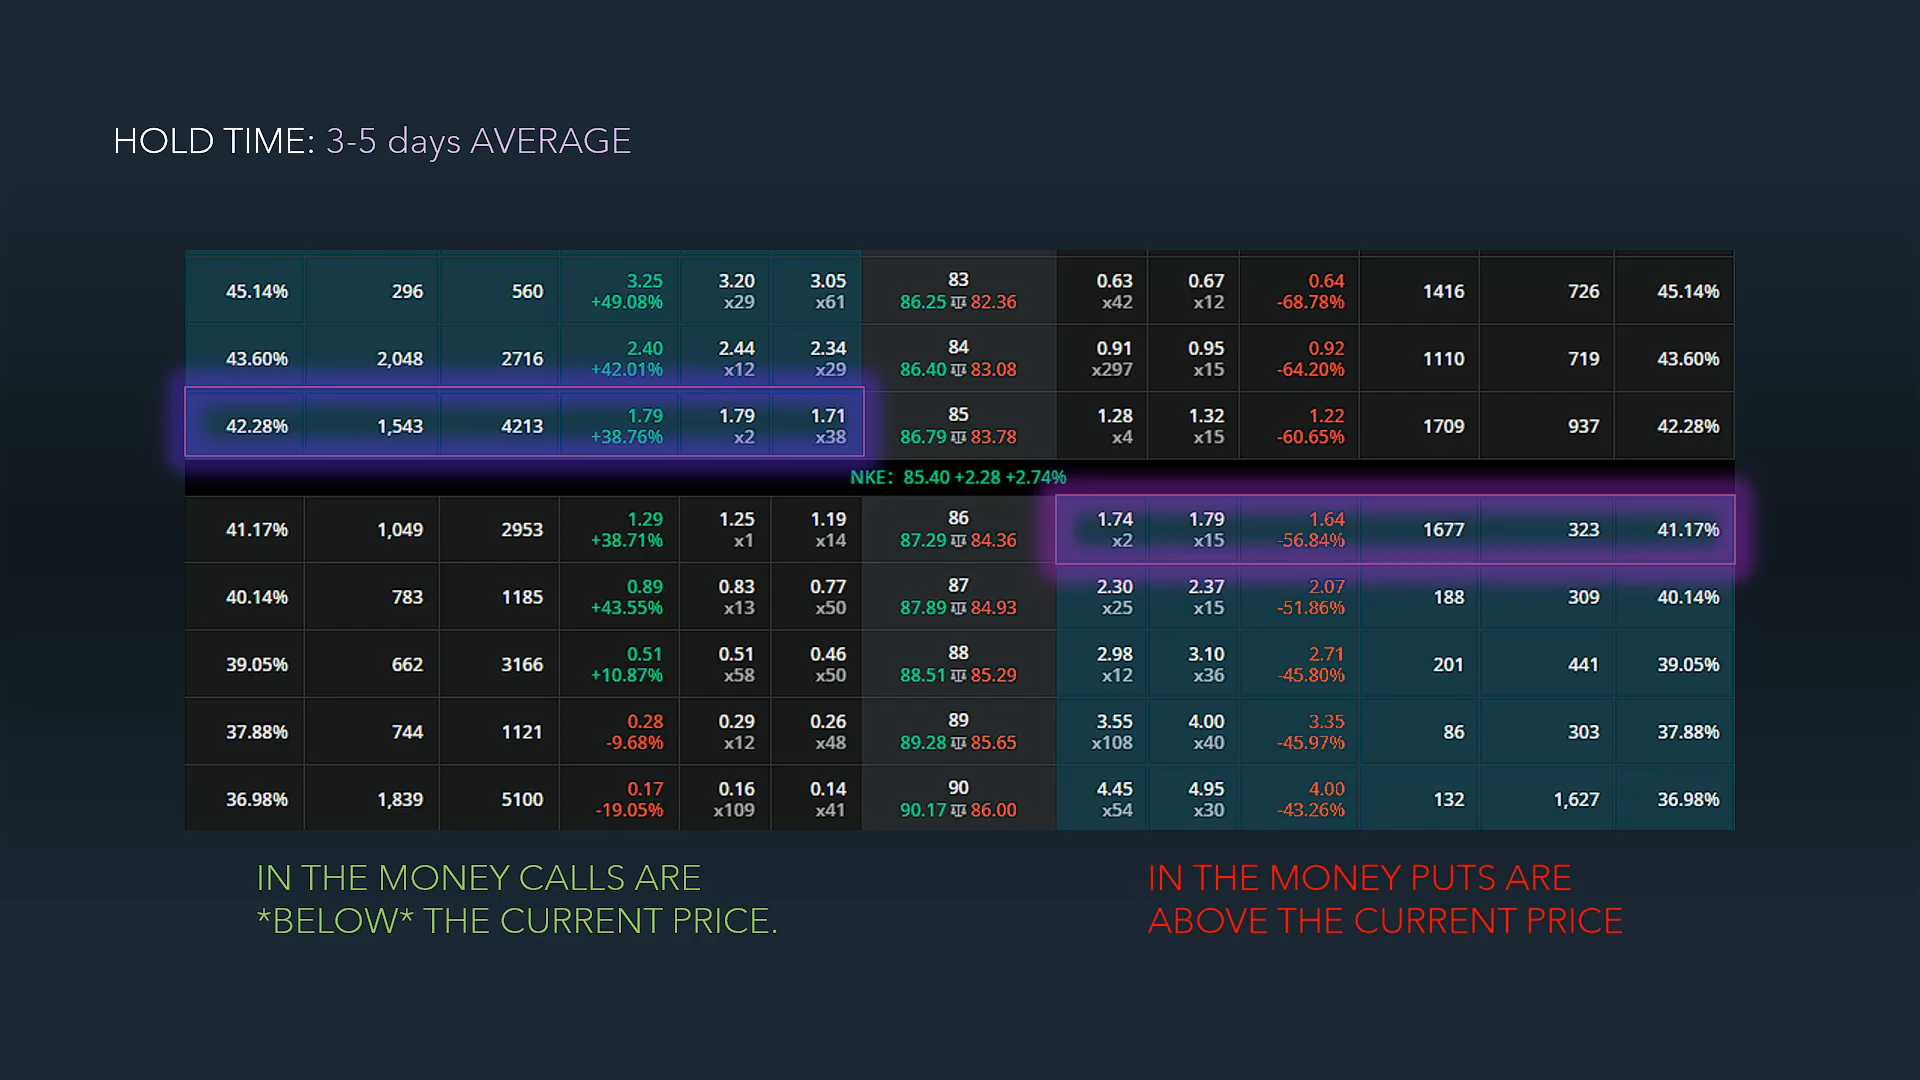 HOLD TIME: 3-5 days AVERAGE
45.14% 296 560 3.25 3.20 3.05 83 0.63 0.67 0.64 1416 726 45.14%
+49.08% x29 x61 86.25 82.36 x42 x12 -68.78%
43.60% 2,048 2716 2.40 2.44 2.34 84 0.91 0.95 0.92 1110 719 43.60%
+42.01% x12 x29 86.40 83.08 x297 x15 -64.20%
42.28% 1,543 4213 1.79 1.79 1.71 85 1.28 1.32 1.22 1709 937 42.28%
+38.76% x2 x38 86.79 83.78 x4 x15 -60.65%
NKE: 85.40 +2.28 +2.74%
41.17% 1,049 2953 1.29 1.25 1.19 86 1.74 1.79 1.64 1677 323 41.17%
+38.71% x1 x14 87.29 84.36 x2 x15 -56.84%
40.14% 783 1185 0.89 0.83 0.77 87 2.30 2.37 2.07 188 309 40.14%
+43.55% x13 x50 87.89 84.93 x25 x15 -51.86%
39.05% 662 3166 0.51 0.51 0.46 88 2.98 3.10 2.71 201 441 39.05%
+10.87% x58 x50 88.51 85.29 x12 x36 -45.80%
37.88% 744 1121 0.28 0.29 0.26 89 3.55 4.00 3.35 86 303 37.88%
-9.68% x12 x48 89.28 85.65 x108 x40 -45.97%
36.98% 1,839 5100 0.17 0.16 0.14 90 4.45 4.95 4.00 132 1,627 36.98%
-19.05% x109 x41 90.17 86.00 x54 x30 -43.26%
IN THE MONEY CALLS ARE
*BELOW* THE CURRENT PRICE.
IN THE MONEY PUTS ARE
ABOVE THE CURRENT PRICE